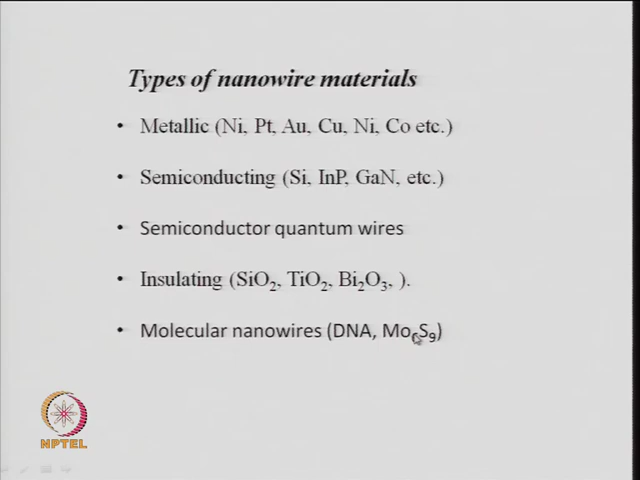 Types of nanowire materials
• Metallic (Ni, Pt, Au, Cu, Ni, Co etc.)
• Semiconducting (Si, InP, GaN, etc.)
• Semiconductor quantum wires
• Insulating (SiO₂, TiO₂, Bi₂O₃, ).
• Molecular nanowires (DNA, Mo₆S₉)
NPTEL